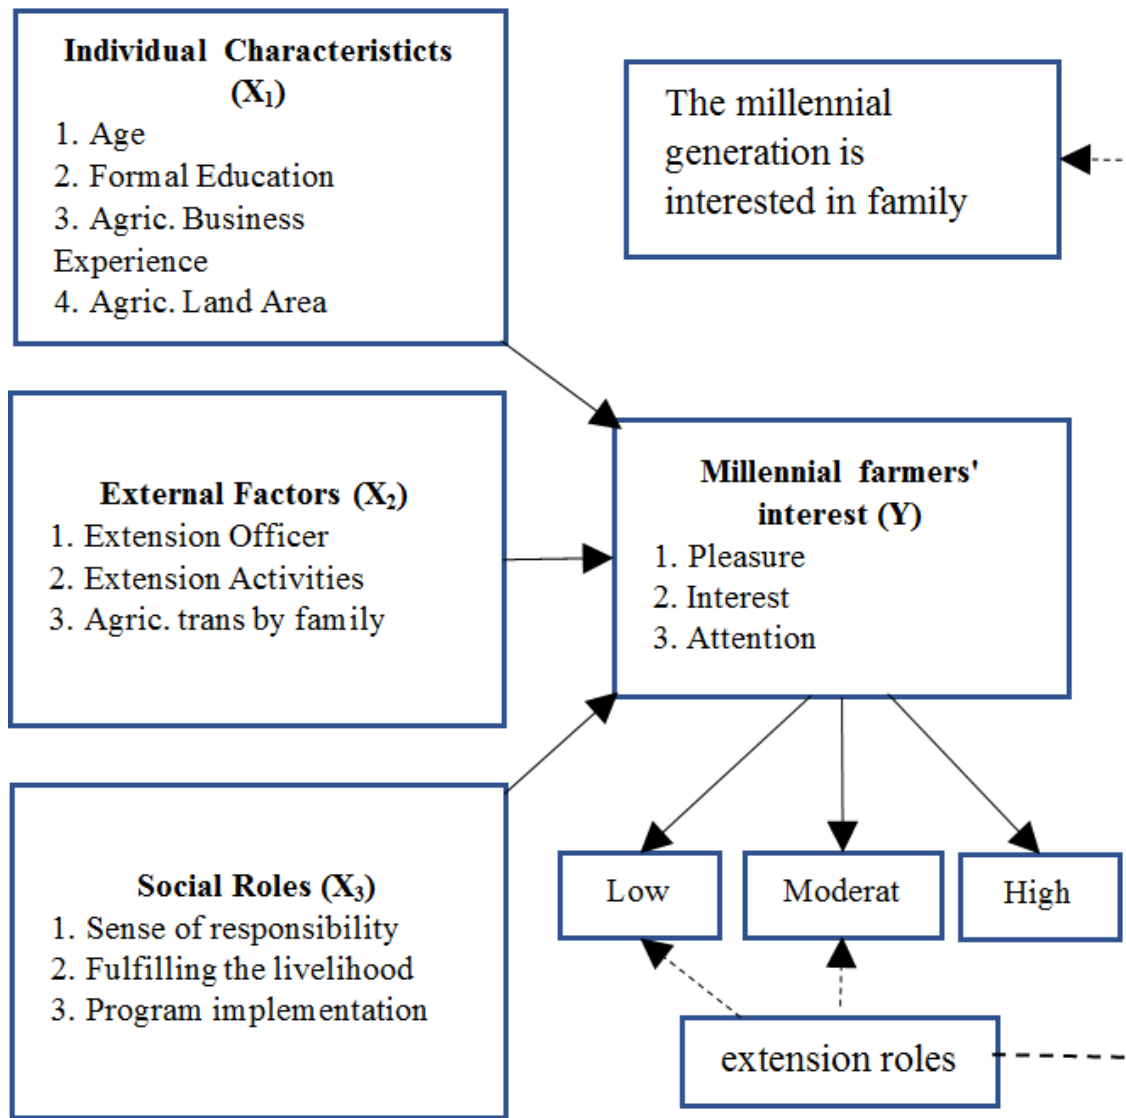 Individual Characteristicts
(X₁)
1. Age
2. Formal Education
3. Agric. Business
Experience
4. Agric. Land Area
The millennial
generation is
interested in family
External Factors (X₂)
1. Extension Officer
2. Extension Activities
3. Agric. trans by family
Millennial farmers'
interest (Y)
1. Pleasure
2. Interest
3. Attention
Social Roles (X₃)
1. Sense of responsibility
2. Fulfilling the livelihood
3. Program implementation
Low
Moderat
High
extension roles